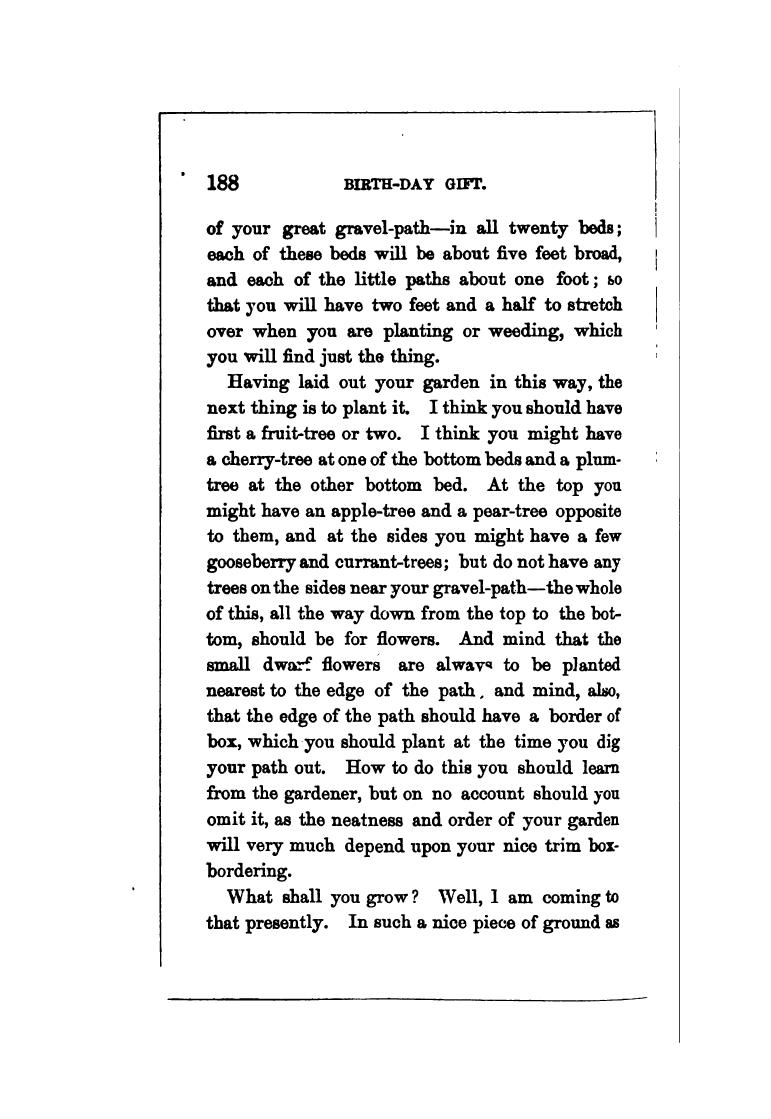 188 BIRTH-DAY GIFT.
of your great gravel-path—in all twenty beds;
each of these beds will be about five feet broad,
and each of the little paths about one foot; so
that you will have two feet and a half to stretch
over when you are planting or weeding, which
you will find just the thing.
Having laid out your garden in this way, the
next thing is to plant it. I think you should have
first a fruit-tree or two. I think you might have
a cherry-tree at one of the bottom beds and a plum-
tree at the other bottom bed. At the top you
might have an apple-tree and a pear-tree opposite
to them, and at the sides you might have a few
gooseberry and currant-trees; but do not have any
trees on the sides near your gravel-path—the whole
of this, all the way down from the top to the bot-
tom, should be for flowers. And mind that the
small dwarf flowers are always to be planted
nearest to the edge of the path, and mind, also,
that the edge of the path should have a border of
box, which you should plant at the time you dig
your path out. How to do this you should learn
from the gardener, but on no account should you
omit it, as the neatness and order of your garden
will very much depend upon your nice trim box-
bordering.
What shall you grow? Well, I am coming to
that presently. In such a nice piece of ground as